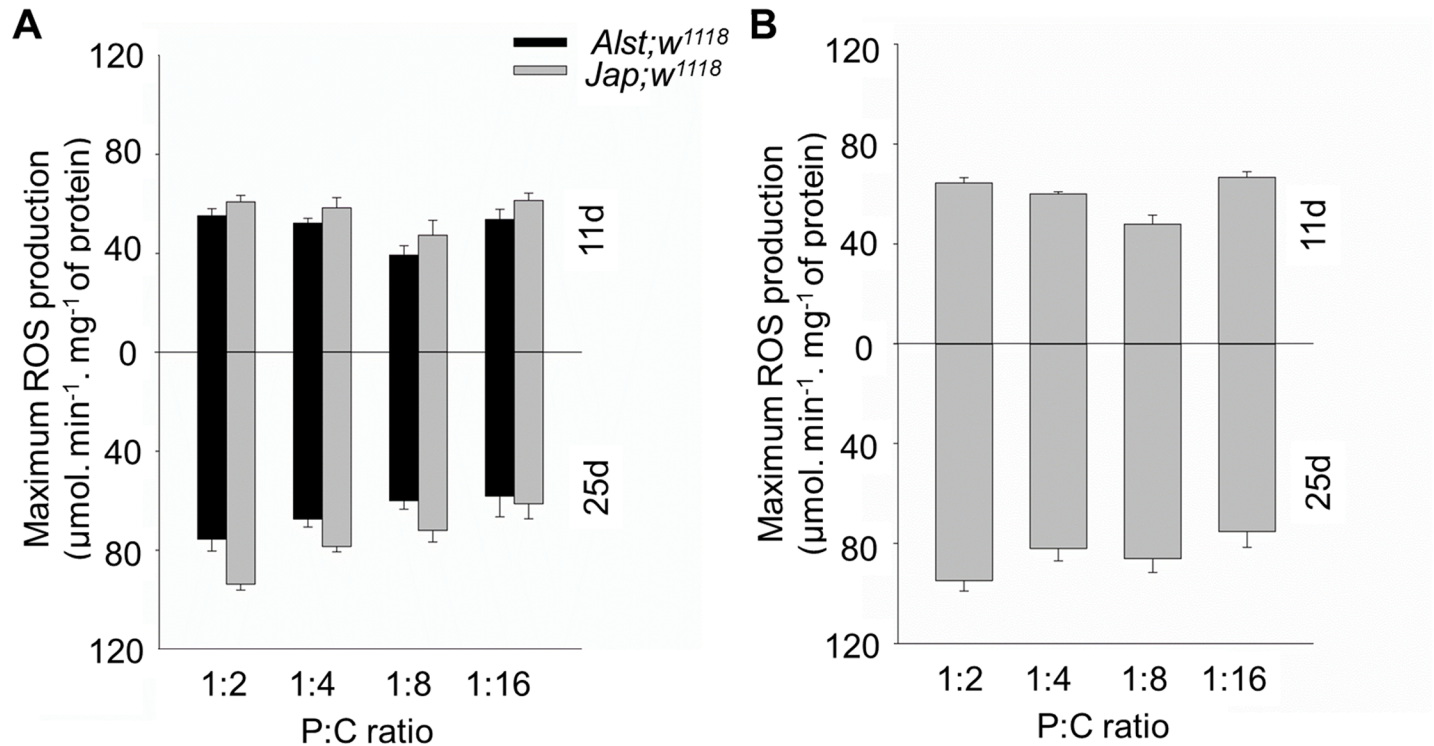 A
Alst;w1118
Jap;w1118
Maximum ROS production
(µmol. min-1. mg-1 of protein)
120
80
40
0
40
80
120
11d
25d
1:2 1:4 1:8 1:16
P:C ratio
B
Maximum ROS production
(µmol. min-1. mg-1 of protein)
120
80
40
0
40
80
120
11d
25d
1:2 1:4 1:8 1:16
P:C ratio